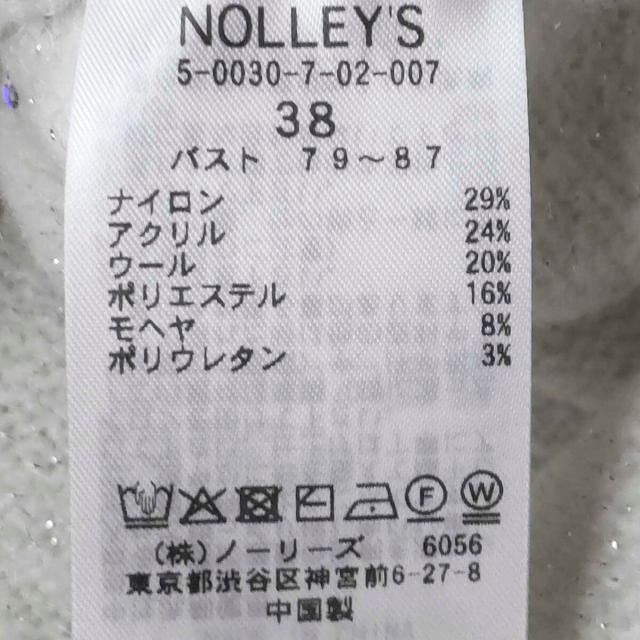 NOLLEY'S
5-0030-7-02-007
38
バスト 79~87
ナイロン 29%
アクリル 24%
ウール 20%
ポリエステル 16%
モヘヤ 8%
ポリウレタン 3%
F W
(株)ノーリーズ 6056
東京都渋谷区神宮前6-27-8
中国製